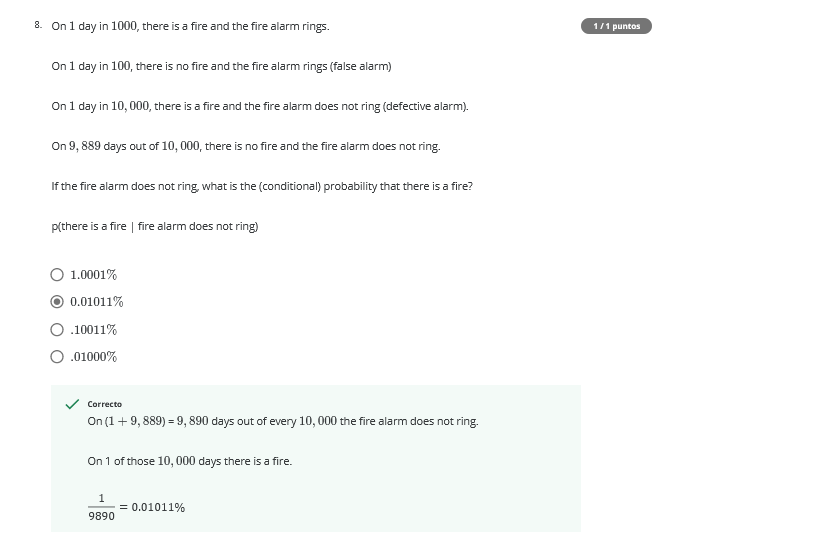 8. On 1 day in 1000, there is a fire and the fire alarm rings.
1 / 1 puntos
On 1 day in 100, there is no fire and the fire alarm rings (false alarm)
On 1 day in 10, 000, there is a fire and the fire alarm does not ring (defective alarm).
On 9, 889 days out of 10, 000, there is no fire and the fire alarm does not ring.
If the fire alarm does not ring, what is the (conditional) probability that there is a fire?
p(there is a fire | fire alarm does not ring)
1.0001%
0.01011%
.10011%
.01000%
Correcto
On (1 + 9, 889) = 9, 890 days out of every 10, 000 the fire alarm does not ring.
On 1 of those 10, 000 days there is a fire.
1
9890
= 0.01011%